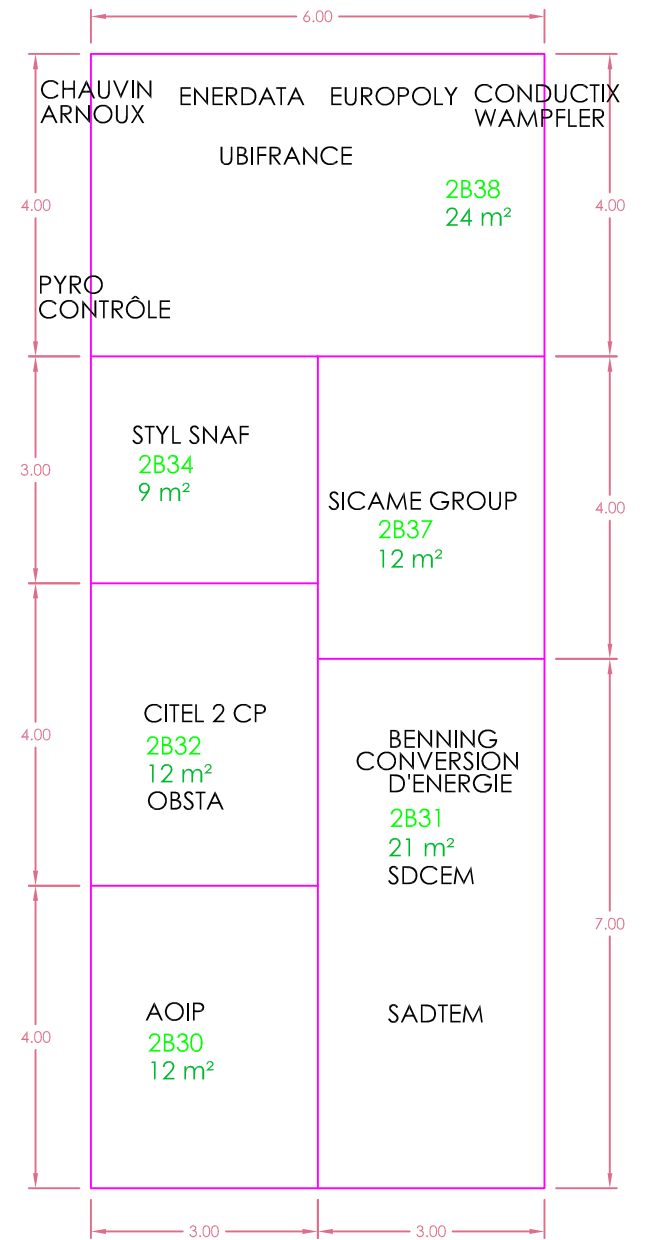 6.00
CHAUVIN
ARNOUX
ENERDATA
EUROPOLY
CONDUCTIX
WAMPFLER
UBIFRANCE
2B38
24 m²
4.00
4.00
PYRO
CONTRÔLE
STYL SNAF
2B34
9 m²
3.00
SICAME GROUP
2B37
12 m²
4.00
CITEL 2 CP
2B32
12 m²
OBSTA
4.00
BENNING
CONVERSION
D'ENERGIE
2B31
21 m²
SDCEM
SADTEM
7.00
AOIP
2B30
12 m²
4.00
3.00
3.00